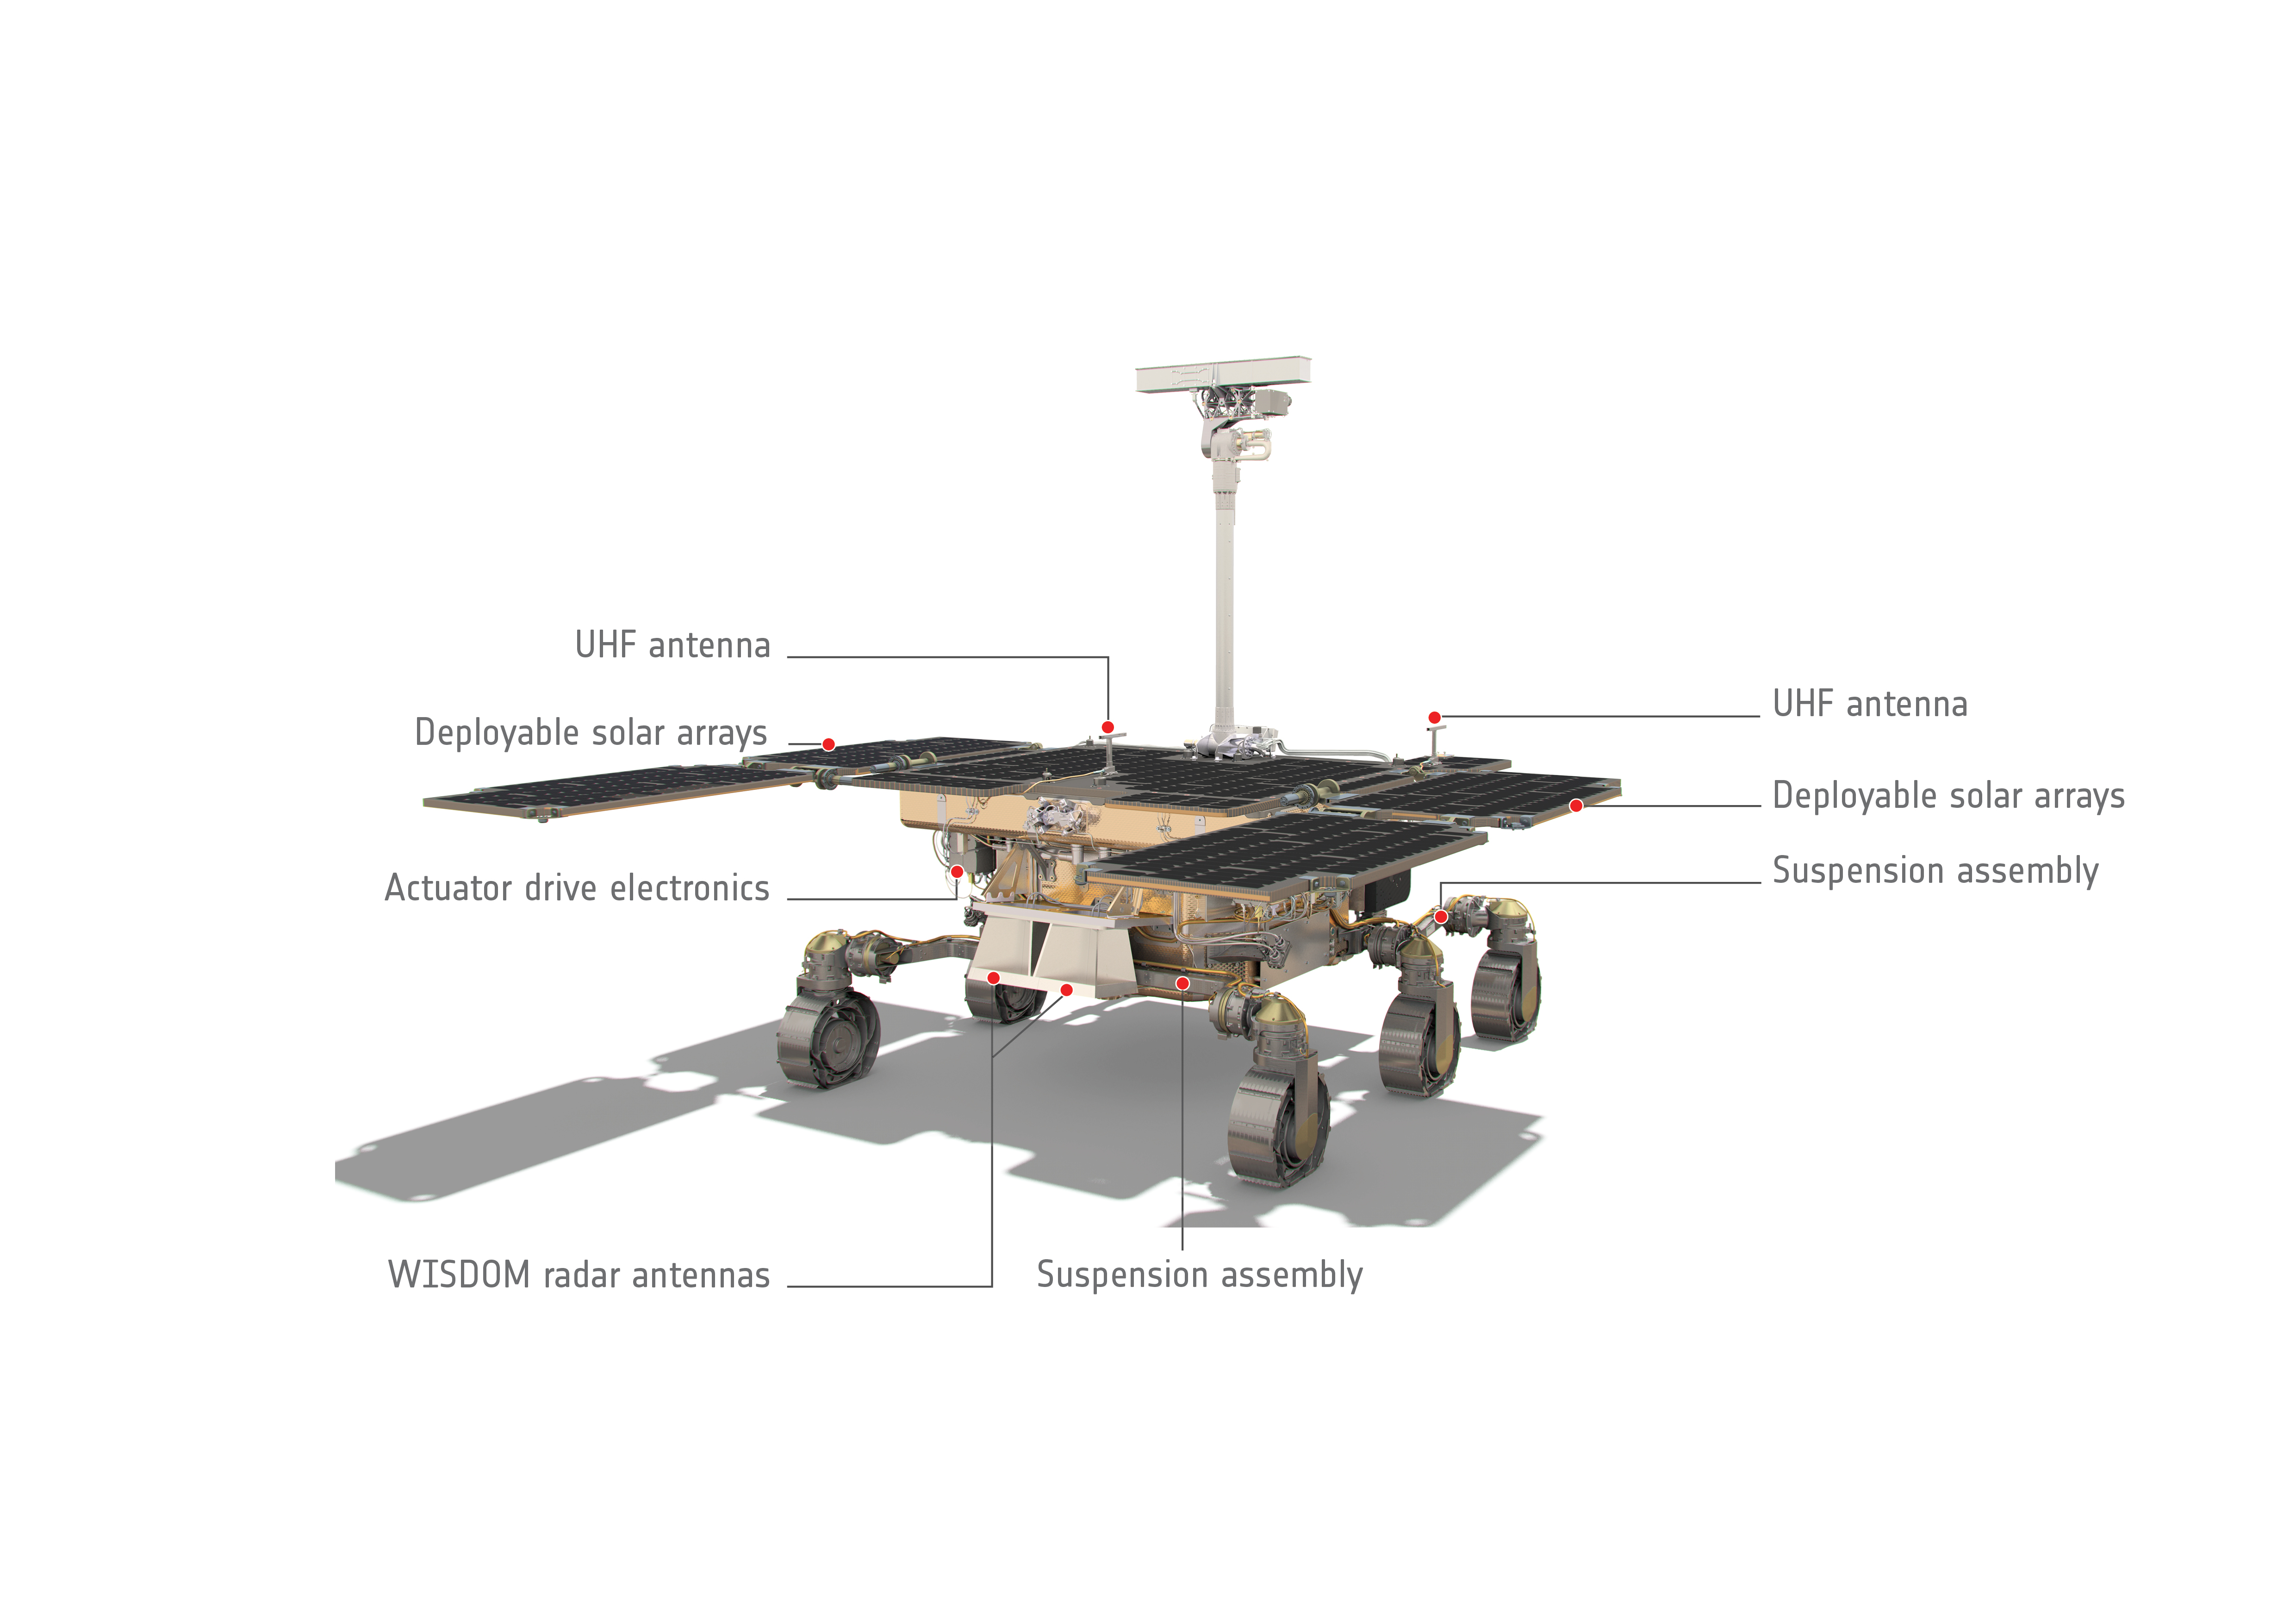 UHF antenna
UHF antenna
Deployable solar arrays
Deployable solar arrays
Suspension assembly
Actuator drive electronics
WISDOM radar antennas
Suspension assembly